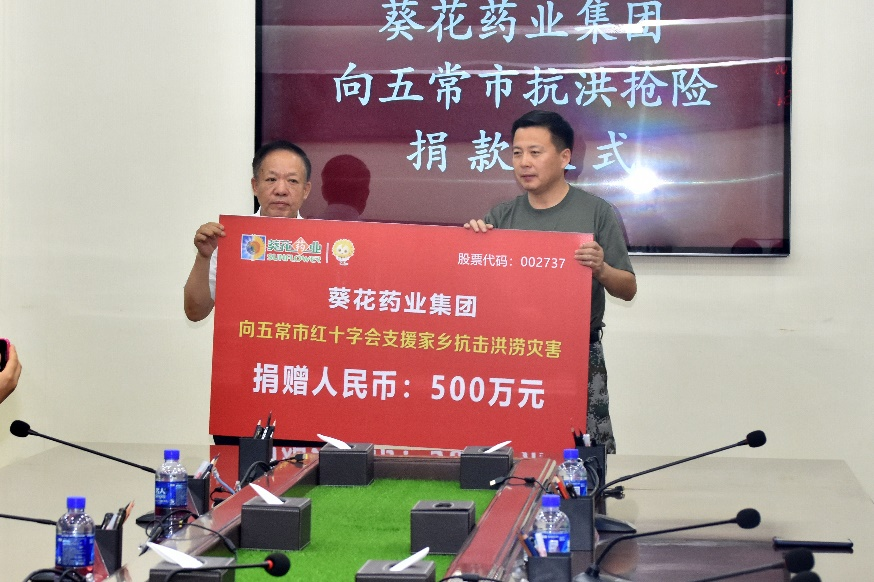 葵花药业集团
向五常市抗洪抢险
捐款
式
葵花药业
SUNFLOWER
股票代码：002737
葵花药业集团
向五常市红十字会支援家乡抗击洪涝灾害
捐赠人民币：500万元